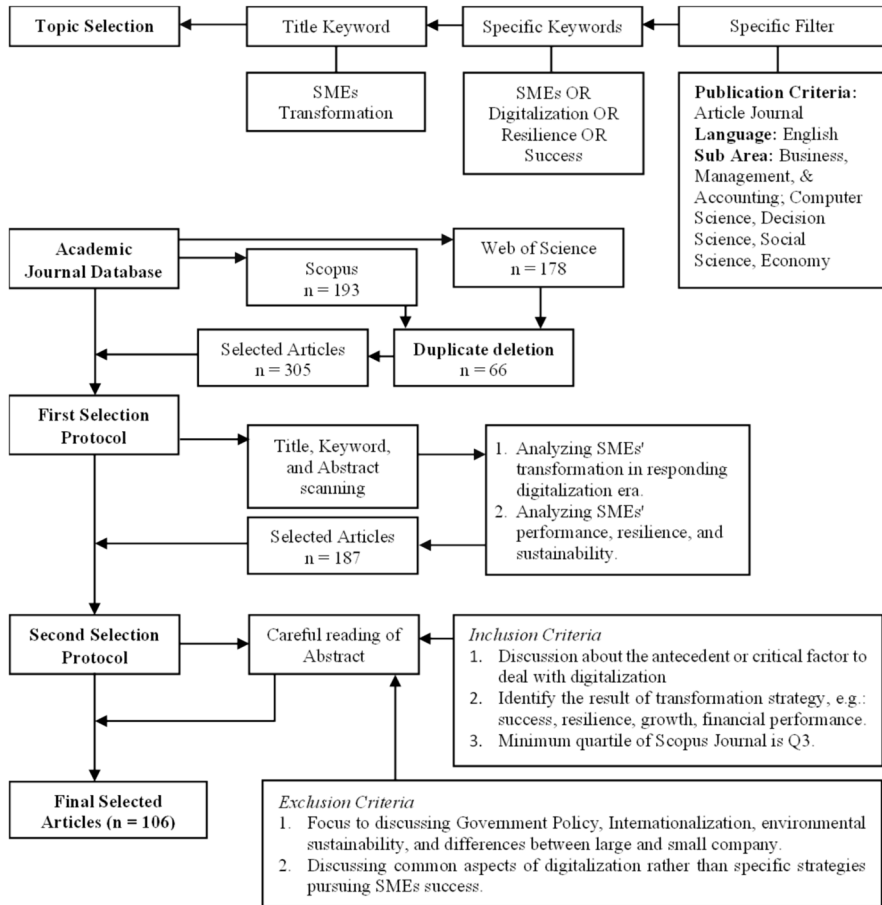 Topic Selection
Title Keyword
Specific Keywords
Specific Filter
SMEs
Transformation
SMEs OR
Digitalization OR
Resilience OR
Success
Publication Criteria:
Article Journal
Language: English
Sub Area: Business,
Management, &
Accounting; Computer
Science, Decision
Science, Social
Science, Economy
Academic
Journal Database
Scopus
n = 193
Web of Science
n = 178
Selected Articles
n = 305
Duplicate deletion
n = 66
First Selection
Protocol
Title, Keyword,
and Abstract
scanning
1. Analyzing SMEs'
transformation in responding
digitalization era.
2. Analyzing SMEs'
performance, resilience, and
sustainability.
Selected Articles
n = 187
Second Selection
Protocol
Careful reading of
Abstract
Inclusion Criteria
1. Discussion about the antecedent or critical factor to
deal with digitalization
2. Identify the result of transformation strategy, e.g.:
success, resilience, growth, financial performance.
3. Minimum quartile of Scopus Journal is Q3.
Final Selected
Articles (n = 106)
Exclusion Criteria
1. Focus to discussing Government Policy, Internationalization, environmental
sustainability, and differences between large and small company.
2. Discussing common aspects of digitalization rather than specific strategies
pursuing SMEs success.